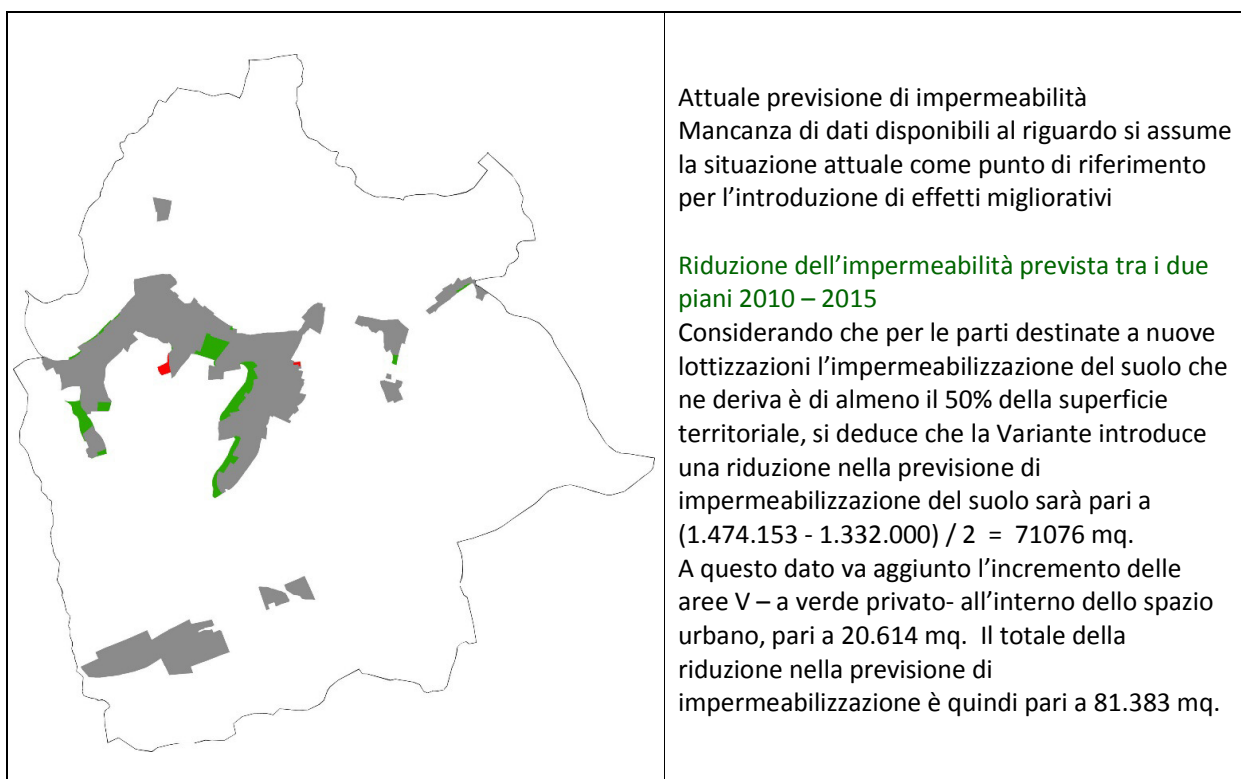 Attuale previsione di impermeabilità
Mancanza di dati disponibili al riguardo si assume
la situazione attuale come punto di riferimento
per l’introduzione di effetti migliorativi
Riduzione dell’impermeabilità prevista tra i due
piani 2010 – 2015
Considerando che per le parti destinate a nuove
lottizzazioni l’impermeabilizzazione del suolo che
ne deriva è di almeno il 50% della superficie
territoriale, si deduce che la Variante introduce
una riduzione nella previsione di
impermeabilizzazione del suolo sarà pari a
(1.474.153 - 1.332.000) / 2 = 71076 mq.
A questo dato va aggiunto l’incremento delle
aree V – a verde privato- all’interno dello spazio
urbano, pari a 20.614 mq. Il totale della
riduzione nella previsione di
impermeabilizzazione è quindi pari a 81.383 mq.